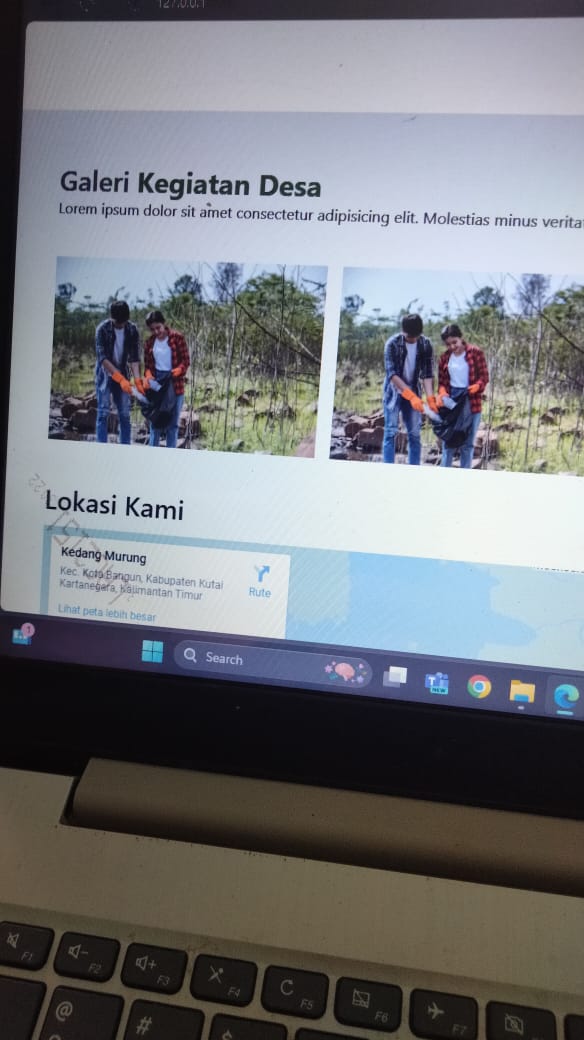 127.0.0.1
Galeri Kegiatan Desa
Lorem ipsum dolor sit amet consectetur adipisicing elit. Molestias minus
Lokasi Kami
Kedang Murung
Kec. Kota Bangun, Kabupaten Kutai
Kartanegara, Kalimantan Timur
Rute
Lihat peta lebih besar
1
Search
T
NEW
F1
F2
F3
F4
F5
F6
F7
@
#